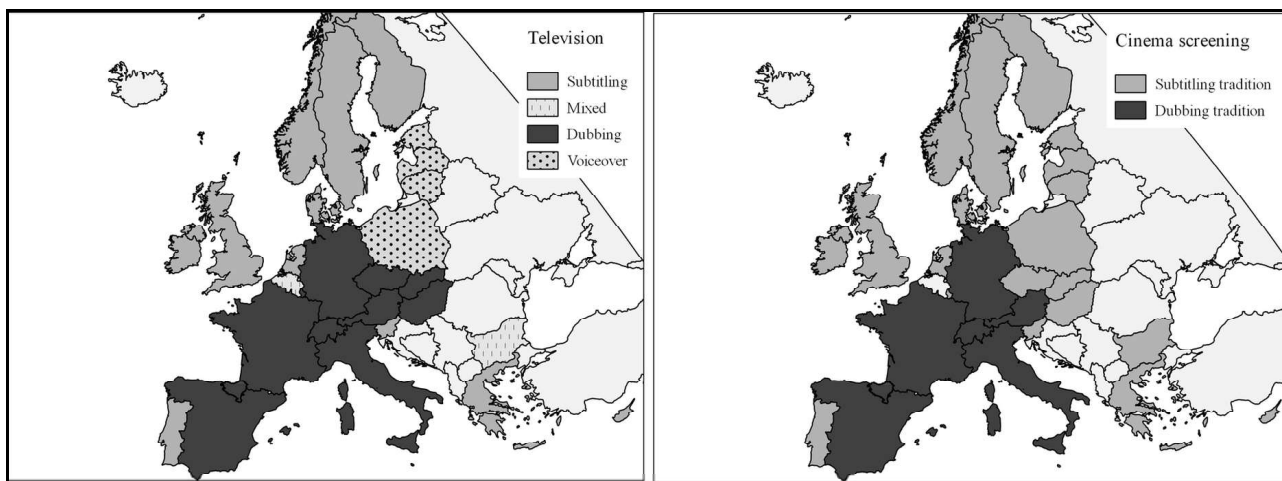 Television
Subtitling
Mixed
Dubbing
Voiceover
Cinema screening
Subtitling tradition
Dubbing tradition